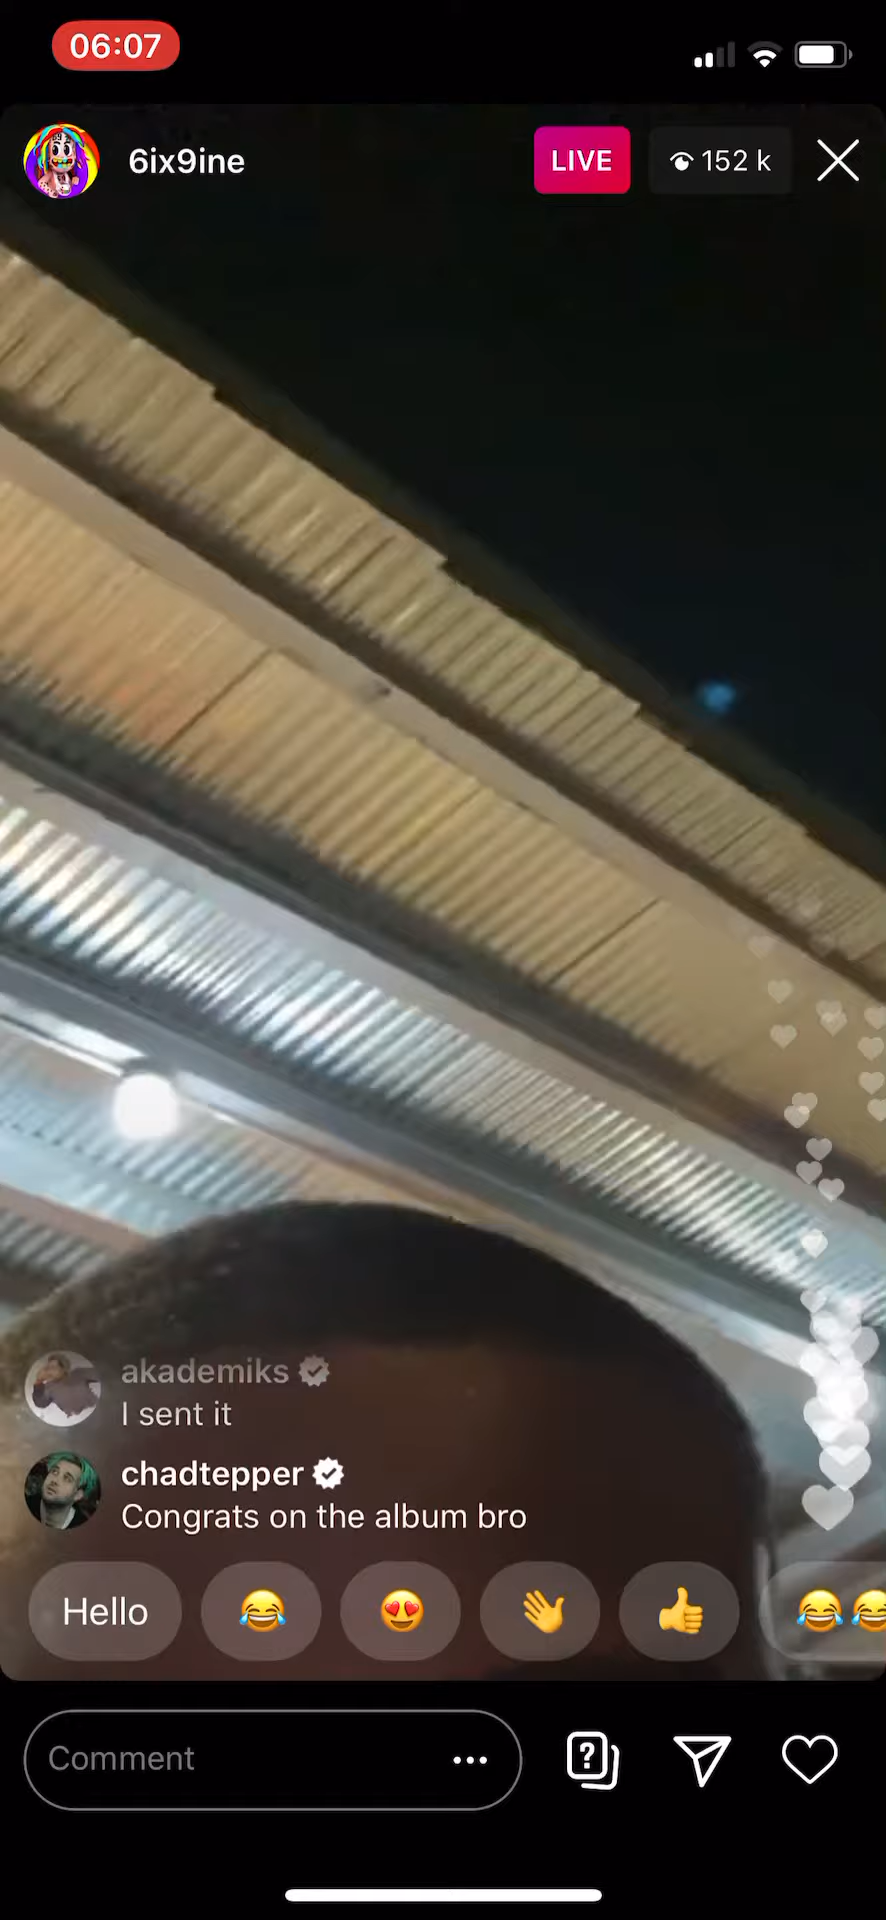 06:07
6ix9ine
LIVE
152 k
akademiks
I sent it
chadtepper
Congrats on the album bro
Hello
Comment